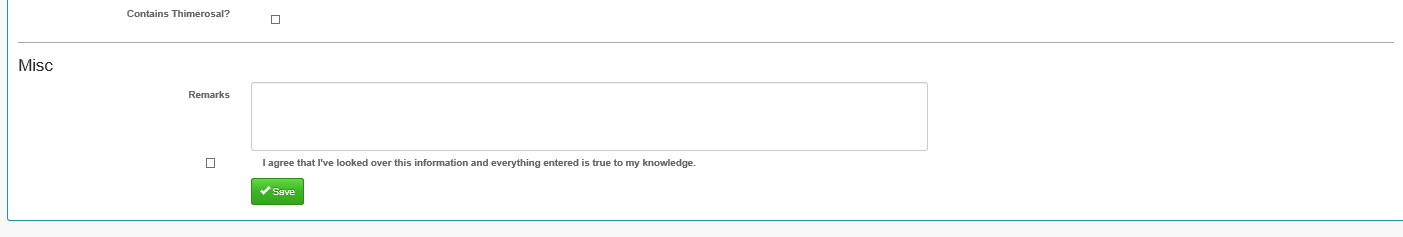 Contains Thimerosal?
Misc
Remarks
I agree that I've looked over this information and everything entered is true to my knowledge.
Save